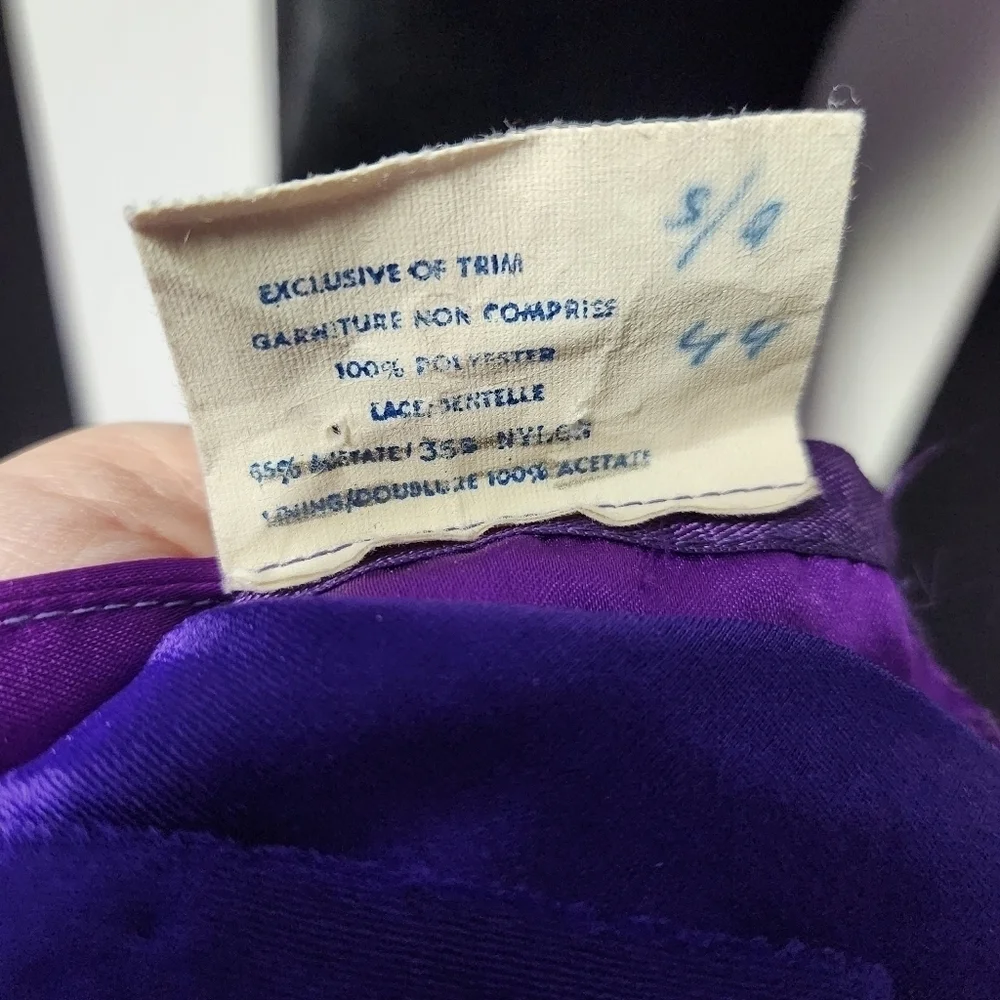 S/9
EXCLUSIVE OF TRIM
GARNITURE NON COMPRISE
44
100% POLYESTER
LACE/DENTELLE
65% ACETATE/35% NYLON
LINING/DOUBLURE 100% ACETATE